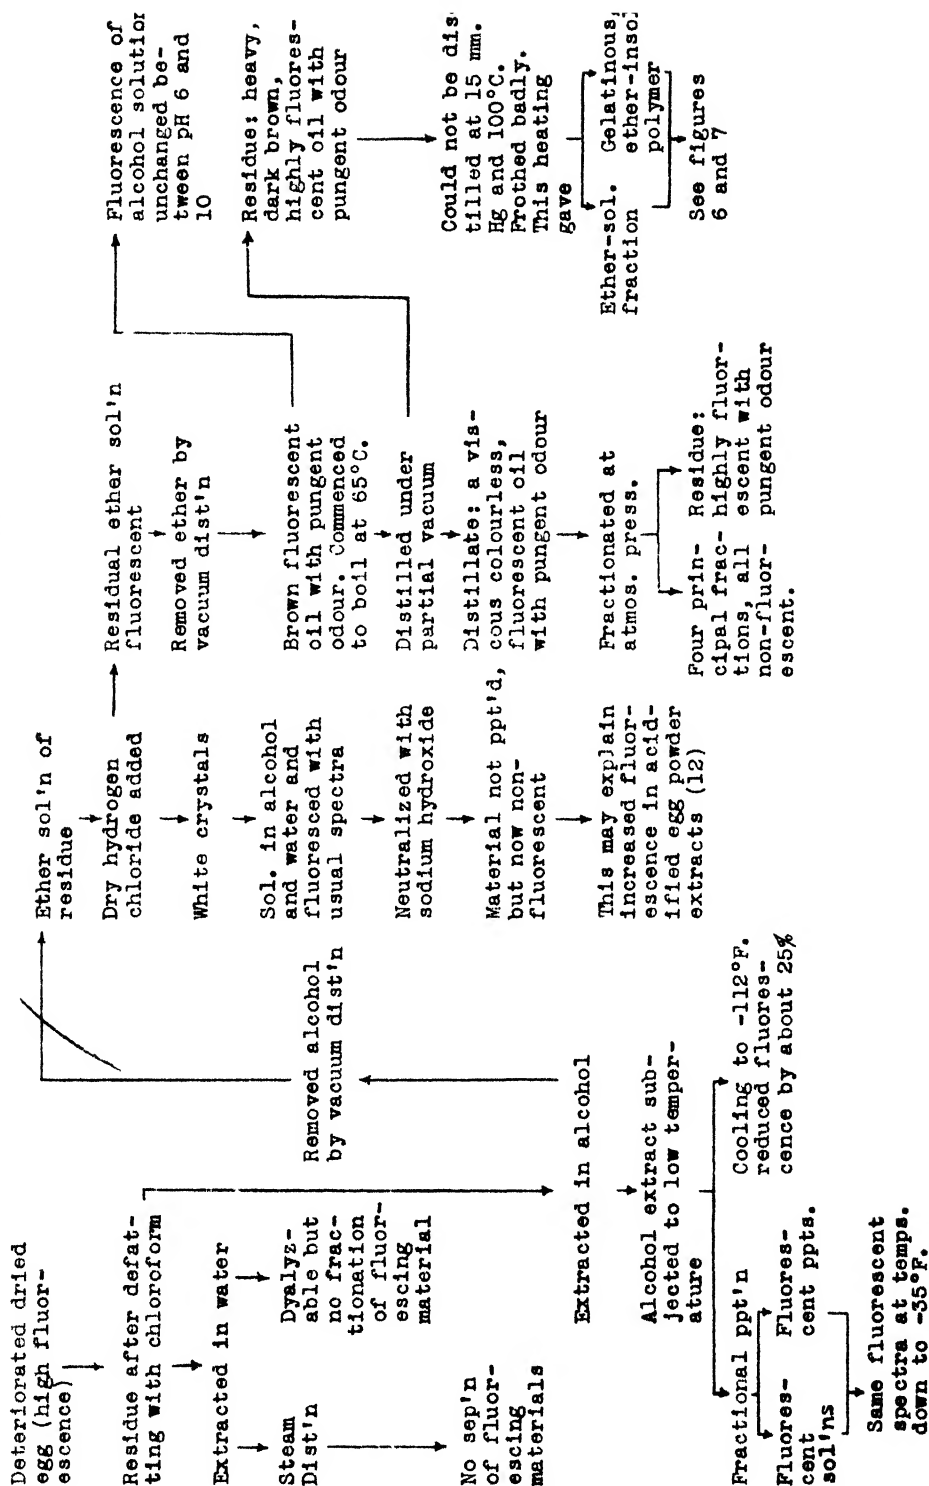 Deteriorated dried
egg (high fluor-
escence)
Residue after defat-
ting with chloroform
Extracted in water
Steam
Dist'n
No sep'n
of fluor-
escing
materials
Dyalyz-
able but
no frac-
tionation
of fluor-
escing
material
Extracted in alcohol
Alcohol extract sub-
jected to low temper-
ature
Fractional ppt'n
Fluores-
cent
sol'ns
Fluores-
cent ppts.
Same fluorescent
spectra at temps.
down to -35°F.
Cooling to -112°F.
reduced fluores-
cence by about 25%
Removed alcohol
by vacuum dist'n
Ether sol'n of
residue
Dry hydrogen
chloride added
White crystals
Sol. in alcohol
and water and
fluoresced with
usual spectra
Neutralized with
sodium hydroxide
Material not ppt'd,
but now non-
fluorescent
This may explain
increased fluor-
escence in acid-
ified egg powder
extracts (12)
Residual ether sol'n
fluorescent
Removed ether by
vacuum dist'n
Brown fluorescent
oil with pungent
odour. Commenced
to boil at 65°C.
Distilled under
partial vacuum
Distillate: a vis-
cous colourless,
fluorescent oil
with pungent odour
Fractionated at
atmos. press.
Four prin-
cipal frac-
tions, all
non-fluor-
escent.
Residue:
highly fluor-
escent with
pungent odour
Fluorescence of
alcohol solution
unchanged be-
tween pH 6 and
10
Residue: heavy,
dark brown,
highly fluores-
cent oil with
pungent odour
Could not be dis
tilled at 15 mm.
Hg and 100°C.
Frothed badly.
This heating
gave
Ether-sol.
fraction
Gelatinous,
ether-insol
polymer
See figures
6 and 7